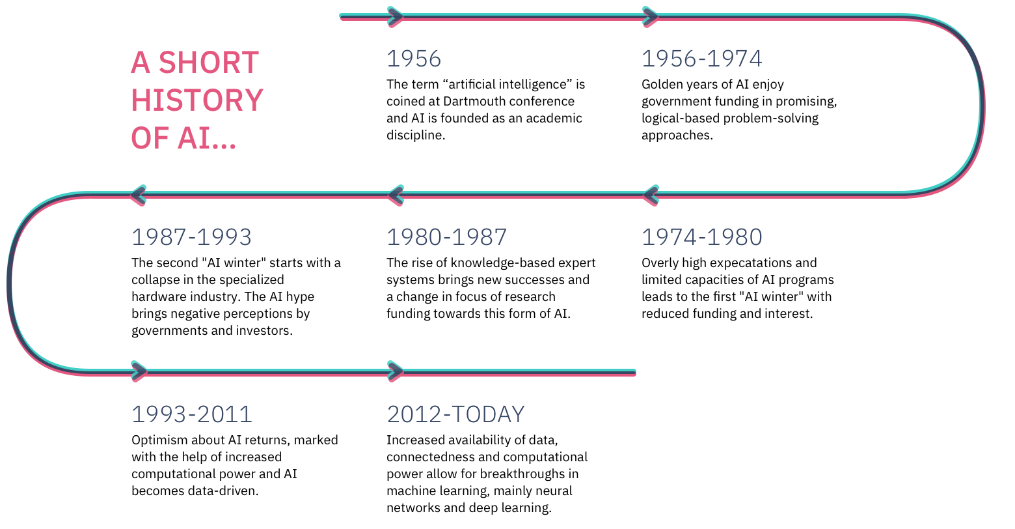 A SHORT
HISTORY
OF AI...
1956
The term “artificial intelligence” is
coined at Dartmouth conference
and AI is founded as an academic
discipline.
1956-1974
Golden years of AI enjoy
government funding in promising,
logical-based problem-solving
approaches.
1974-1980
Overly high expecatations and
limited capacities of AI programs
leads to the first "AI winter" with
reduced funding and interest.
1980-1987
The rise of knowledge-based expert
systems brings new successes and
a change in focus of research
funding towards this form of AI.
1987-1993
The second "AI winter" starts with a
collapse in the specialized
hardware industry. The AI hype
brings negative perceptions by
governments and investors.
1993-2011
Optimism about AI returns, marked
with the help of increased
computational power and AI
becomes data-driven.
2012-TODAY
Increased availability of data,
connectedness and computational
power allow for breakthroughs in
machine learning, mainly neural
networks and deep learning.